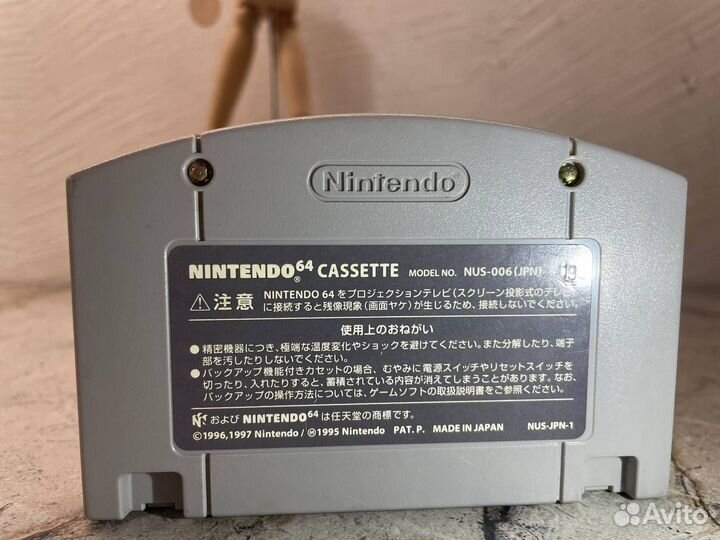 Nintendo
NINTENDO64® CASSETTE MODEL NO. NUS-006(JPN) 19
⚠注意 NINTENDO 64 をプロジェクションテレビ(スクリーン投影式のテレビ)
に接続すると残像現象(画面ヤケ)が生じるため、接続しないでください。
使用上のおねがい
●精密機器につき、極端な温度変化やショックを避けてください。また分解したり、端子
部を汚したりしないでください。
●バックアップ機能付きカセットの場合、むやみに電源スイッチやリセットスイッチを
切ったり、入れたりすると、蓄積されている内容が消えてしまうことがあります。なお、
バックアップの操作方法については、ゲームソフトの取扱説明書をご参照ください。
および NINTENDO64 は任天堂の商標です。
©1996,1997 Nintendo / Ⓜ1995 Nintendo PAT. P. MADE IN JAPAN NUS-JPN-1
Avito